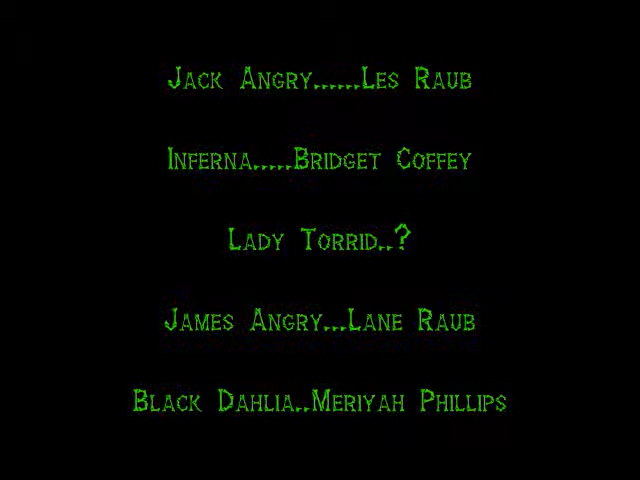 Jack Angry......Les Raub
Inferna.....Bridget Coffey
Lady Torrid..?
James Angry...Lane Raub
Black Dahlia..Meriyah Phillips